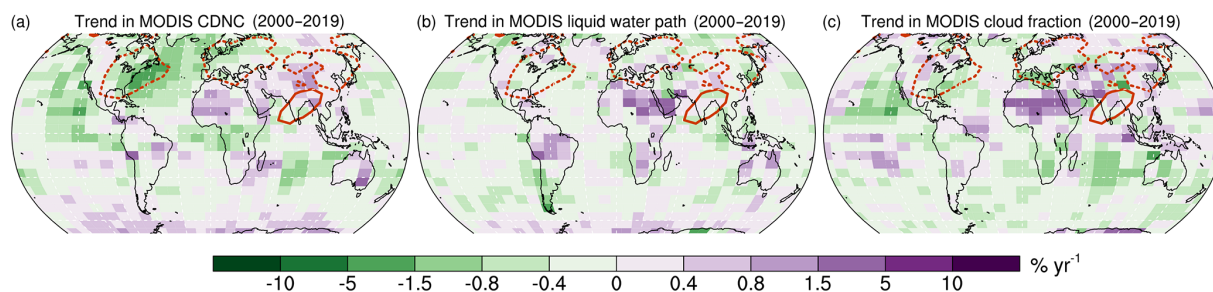 (a) Trend in MODIS CDNC (2000−2019)
(b) Trend in MODIS liquid water path (2000−2019)
(c) Trend in MODIS cloud fraction (2000−2019)
-10 -5 -1.5 -0.8 -0.4 0 0.4 0.8 1.5 5 10 % yr-1